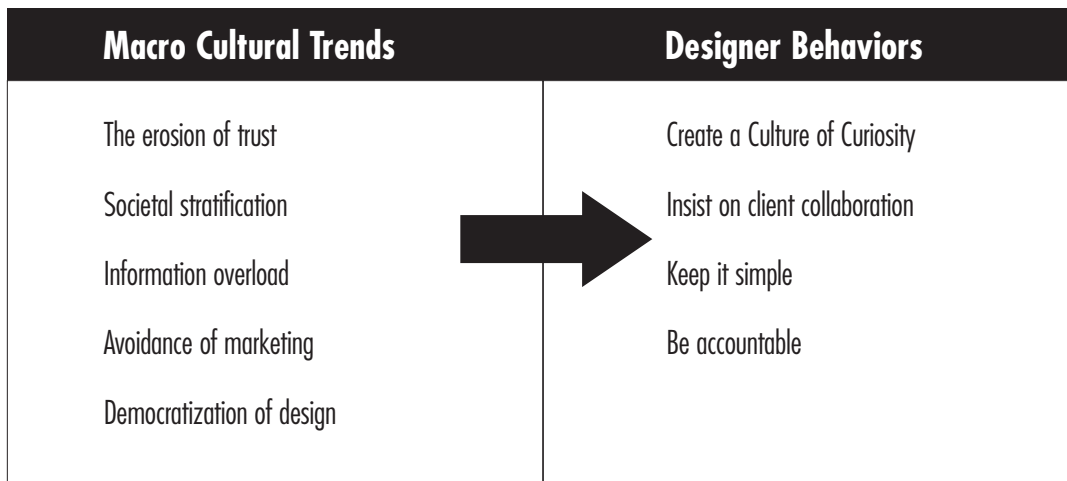 Macro Cultural Trends
The erosion of trust
Societal stratification
Information overload
Avoidance of marketing
Democratization of design
Designer Behaviors
Create a Culture of Curiosity
Insist on client collaboration
Keep it simple
Be accountable